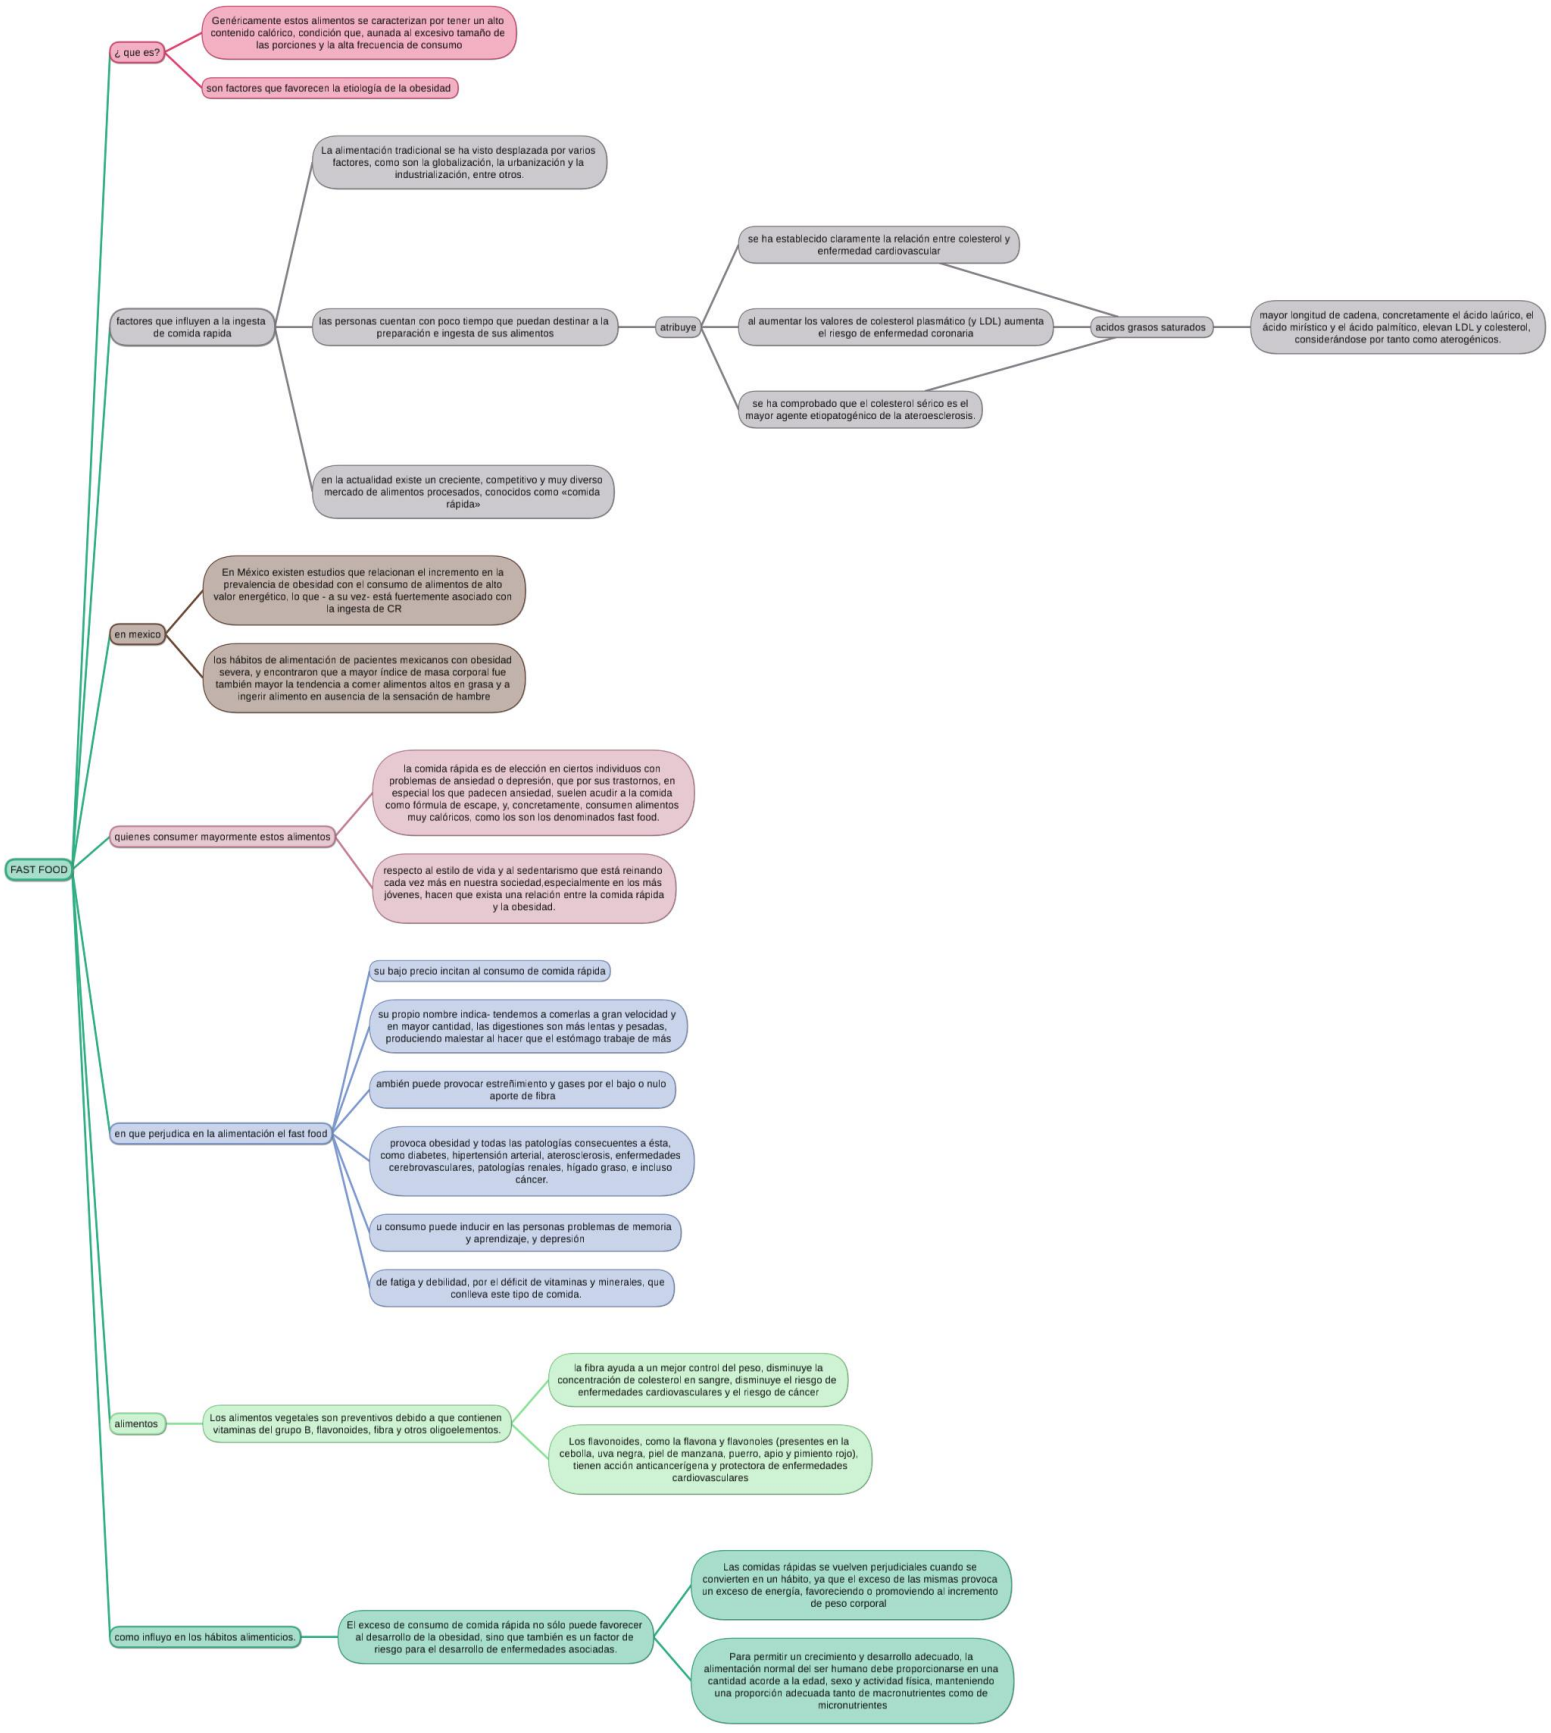 ¿ que es?
Genéricamente estos alimentos se caracterizan por tener un alto
contenido calórico, condición que, aunada al excesivo tamaño de
las porciones y la alta frecuencia de consumo
son factores que favorecen la etiología de la obesidad
factores que influyen a la ingesta
de comida rapida
La alimentación tradicional se ha visto desplazada por varios
factores, como son la globalización, la urbanización y la
industrialización, entre otros.
las personas cuentan con poco tiempo que puedan destinar a la
preparación e ingesta de sus alimentos
atribuye
se ha establecido claramente la relación entre colesterol y
enfermedad cardiovascular
al aumentar los valores de colesterol plasmático (y LDL) aumenta
el riesgo de enfermedad coronaria
se ha comprobado que el colesterol sérico es el
mayor agente etiopatogénico de la ateroesclerosis.
acidos grasos saturados
mayor longitud de cadena, concretamente el ácido laúrico, el
ácido mirístico y el ácido palmítico, elevan LDL y colesterol,
considerándose por tanto como aterogénicos.
en la actualidad existe un creciente, competitivo y muy diverso
mercado de alimentos procesados, conocidos como «comida
rápida»
en mexico
En México existen estudios que relacionan el incremento en la
prevalencia de obesidad con el consumo de alimentos de alto
valor energético, lo que - a su vez- está fuertemente asociado con
la ingesta de CR
los hábitos de alimentación de pacientes mexicanos con obesidad
severa, y encontraron que a mayor índice de masa corporal fue
también mayor la tendencia a comer alimentos altos en grasa y a
ingerir alimento en ausencia de la sensación de hambre
FAST FOOD
quienes consumer mayormente estos alimentos
la comida rápida es de elección en ciertos individuos con
problemas de ansiedad o depresión, que por sus trastornos, en
especial los que padecen ansiedad, suelen acudir a la comida
como fórmula de escape, y, concretamente, consumen alimentos
muy calóricos, como los son los denominados fast food.
respecto al estilo de vida y al sedentarismo que está reinando
cada vez más en nuestra sociedad,especialmente en los más
jóvenes, hacen que exista una relación entre la comida rápida
y la obesidad.
en que perjudica en la alimentación el fast food
su bajo precio incitan al consumo de comida rápida
su propio nombre indica- tendemos a comerlas a gran velocidad y
en mayor cantidad, las digestiones son más lentas y pesadas,
produciendo malestar al hacer que el estómago trabaje de más
ambién puede provocar estreñimiento y gases por el bajo o nulo
aporte de fibra
provoca obesidad y todas las patologías consecuentes a ésta,
como diabetes, hipertensión arterial, aterosclerosis, enfermedades
cerebrovasculares, patologías renales, hígado graso, e incluso
cáncer.
u consumo puede inducir en las personas problemas de memoria
y aprendizaje, y depresión
de fatiga y debilidad, por el déficit de vitaminas y minerales, que
conlleva este tipo de comida.
alimentos
Los alimentos vegetales son preventivos debido a que contienen
vitaminas del grupo B, flavonoides, fibra y otros oligoelementos.
la fibra ayuda a un mejor control del peso, disminuye la
concentración de colesterol en sangre, disminuye el riesgo de
enfermedades cardiovasculares y el riesgo de cáncer
Los flavonoides, como la flavona y flavonoles (presentes en la
cebolla, uva negra, piel de manzana, puerro, apio y pimiento rojo),
tienen acción anticancerígena y protectora de enfermedades
cardiovasculares
como influyo en los hábitos alimenticios.
El exceso de consumo de comida rápida no sólo puede favorecer
al desarrollo de la obesidad, sino que también es un factor de
riesgo para el desarrollo de enfermedades asociadas.
Las comidas rápidas se vuelven perjudiciales cuando se
convierten en un hábito, ya que el exceso de las mismas provoca
un exceso de energía, favoreciendo o promoviendo al incremento
de peso corporal
Para permitir un crecimiento y desarrollo adecuado, la
alimentación normal del ser humano debe proporcionarse en una
cantidad acorde a la edad, sexo y actividad física, manteniendo
una proporción adecuada tanto de macronutrientes como de
micronutrientes